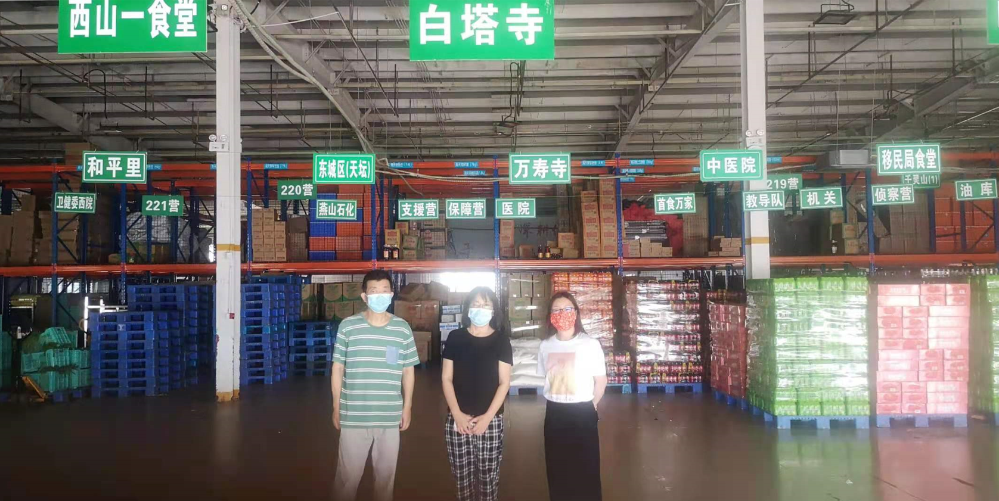 西山一食堂
白塔寺
和平里
东城区(天坛)
万寿寺
中医院
移民局食堂
千灵山(1)
卫健委西院
221营
220营
燕山石化
支援营
保障营
医院
首食万家
219营
教导队
机关
侦察营
油库